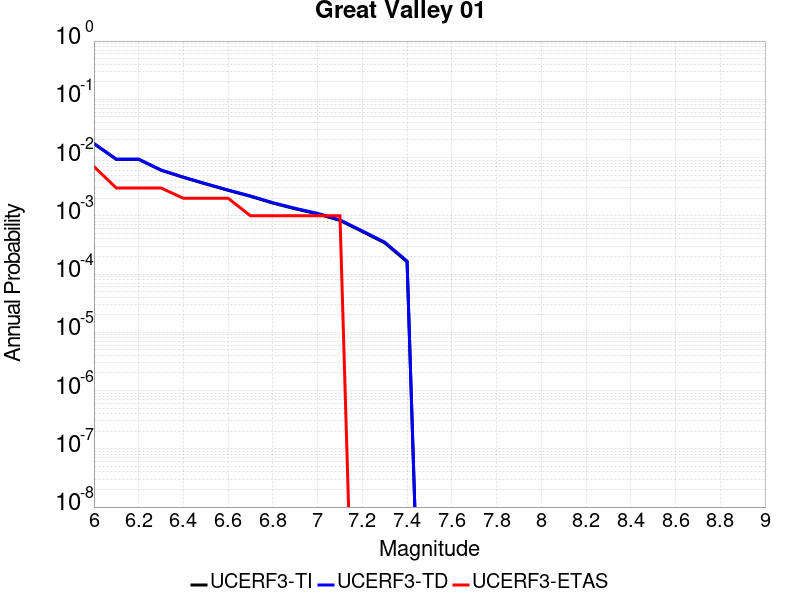 Great Valley 01
Annual Probability
10^0
10^-1
10^-2
10^-3
10^-4
10^-5
10^-6
10^-7
10^-8
6 6.2 6.4 6.6 6.8 7 7.2 7.4 7.6 7.8 8 8.2 8.4 8.6 8.8 9
Magnitude
UCERF3-TI UCERF3-TD UCERF3-ETAS